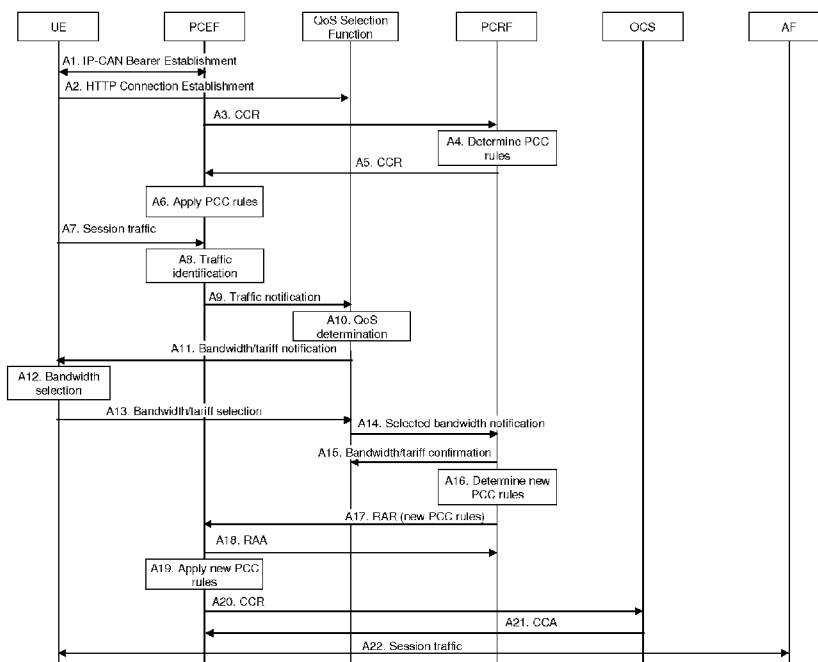 UE
PCEF
QoS Selection
Function
PCRF
OCS
AF
A1. IP-CAN Bearer Establishment
A2. HTTP Connection Establishment
A3. CCR
A4. Determine PCC
rules
A5. CCR
A6. Apply PCC rules
A7. Session traffic
A8. Traffic
identification
A9. Traffic notification
A10. QoS
determination
A11. Bandwidth/tariff notification
A12. Bandwidth
selection
A13. Bandwidth/tariff selection
A14. Selected bandwidth notification
A15. Bandwidth/tariff confirmation
A16. Determine new
PCC rules
A17. RAR (new PCC rules)
A18. RAA
A19. Apply new PCC
rules
A20. CCR
A21. CCA
A22. Session traffic